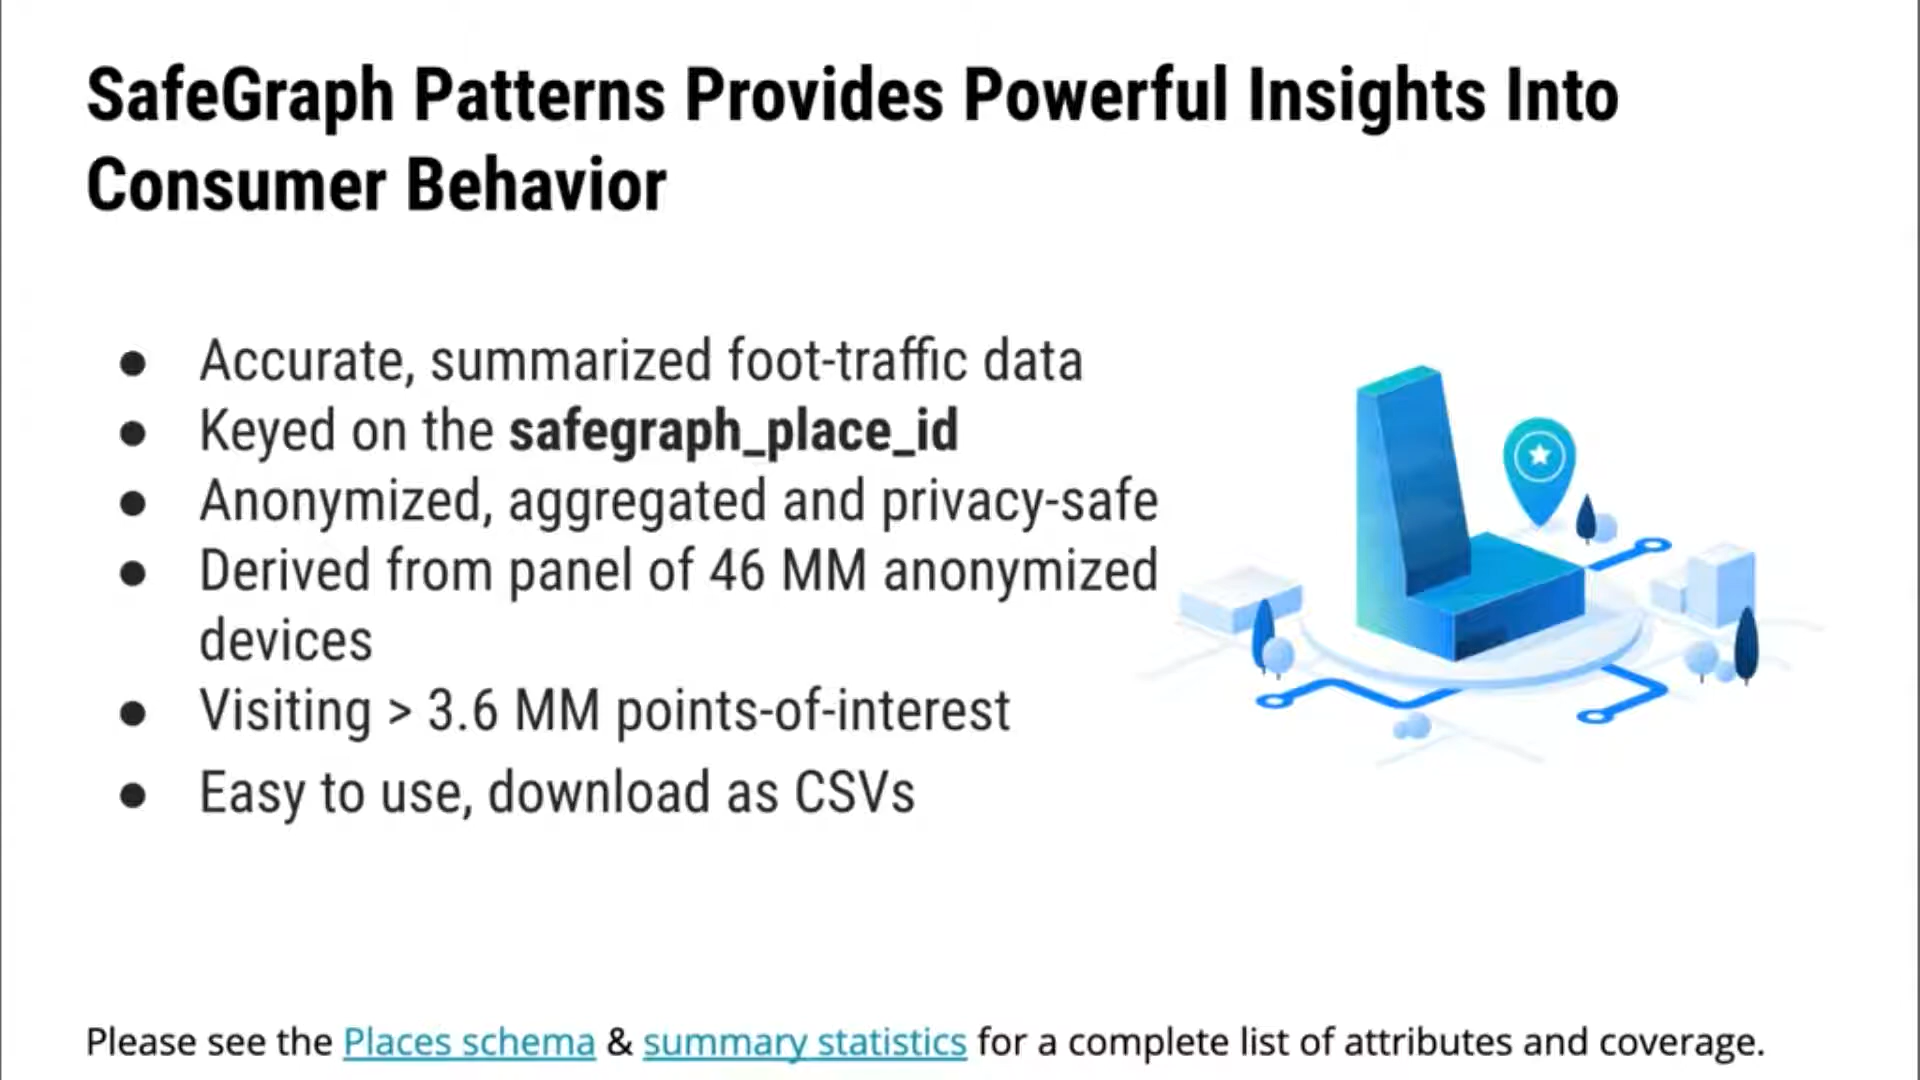 SafeGraph Patterns Provides Powerful Insights Into
Consumer Behavior
● Accurate, summarized foot-traffic data
● Keyed on the safegraph_place_id
● Anonymized, aggregated and privacy-safe
● Derived from panel of 46 MM anonymized
devices
● Visiting > 3.6 MM points-of-interest
● Easy to use, download as CSVs
Please see the Places schema & summary statistics for a complete list of attributes and coverage.